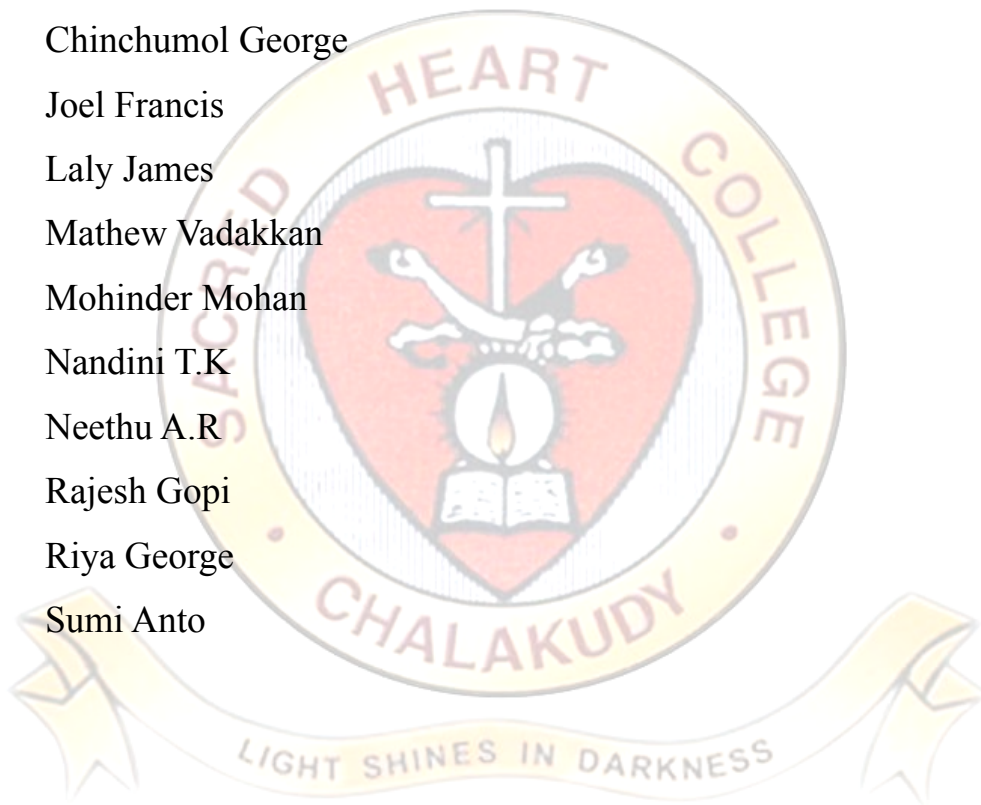 Chinchumol George
Joel Francis
Laly James
Mathew Vadakkan
Mohinder Mohan
Nandini T.K
Neethu A.R
Rajesh Gopi
Riya George
Sumi Anto
SACRED HEART COLLEGE
• CHALAKUDY •
LIGHT SHINES IN DARKNESS